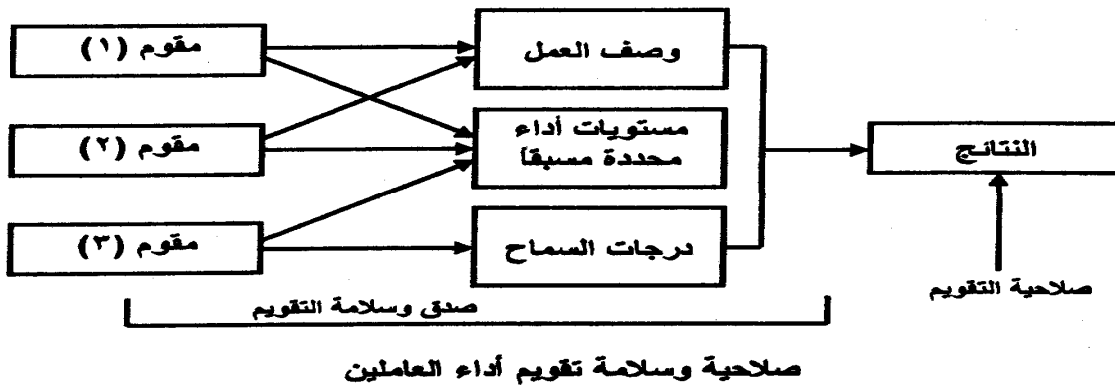 مقوم (١)
وصف العمل
مقوم (٢)
مستويات أداء
محددة مسبقاً
النتائج
مقوم (٣)
درجات السماح
صلاحية التقويم
صدق وسلامة التقويم
صلاحية وسلامة تقويم أداء العاملين